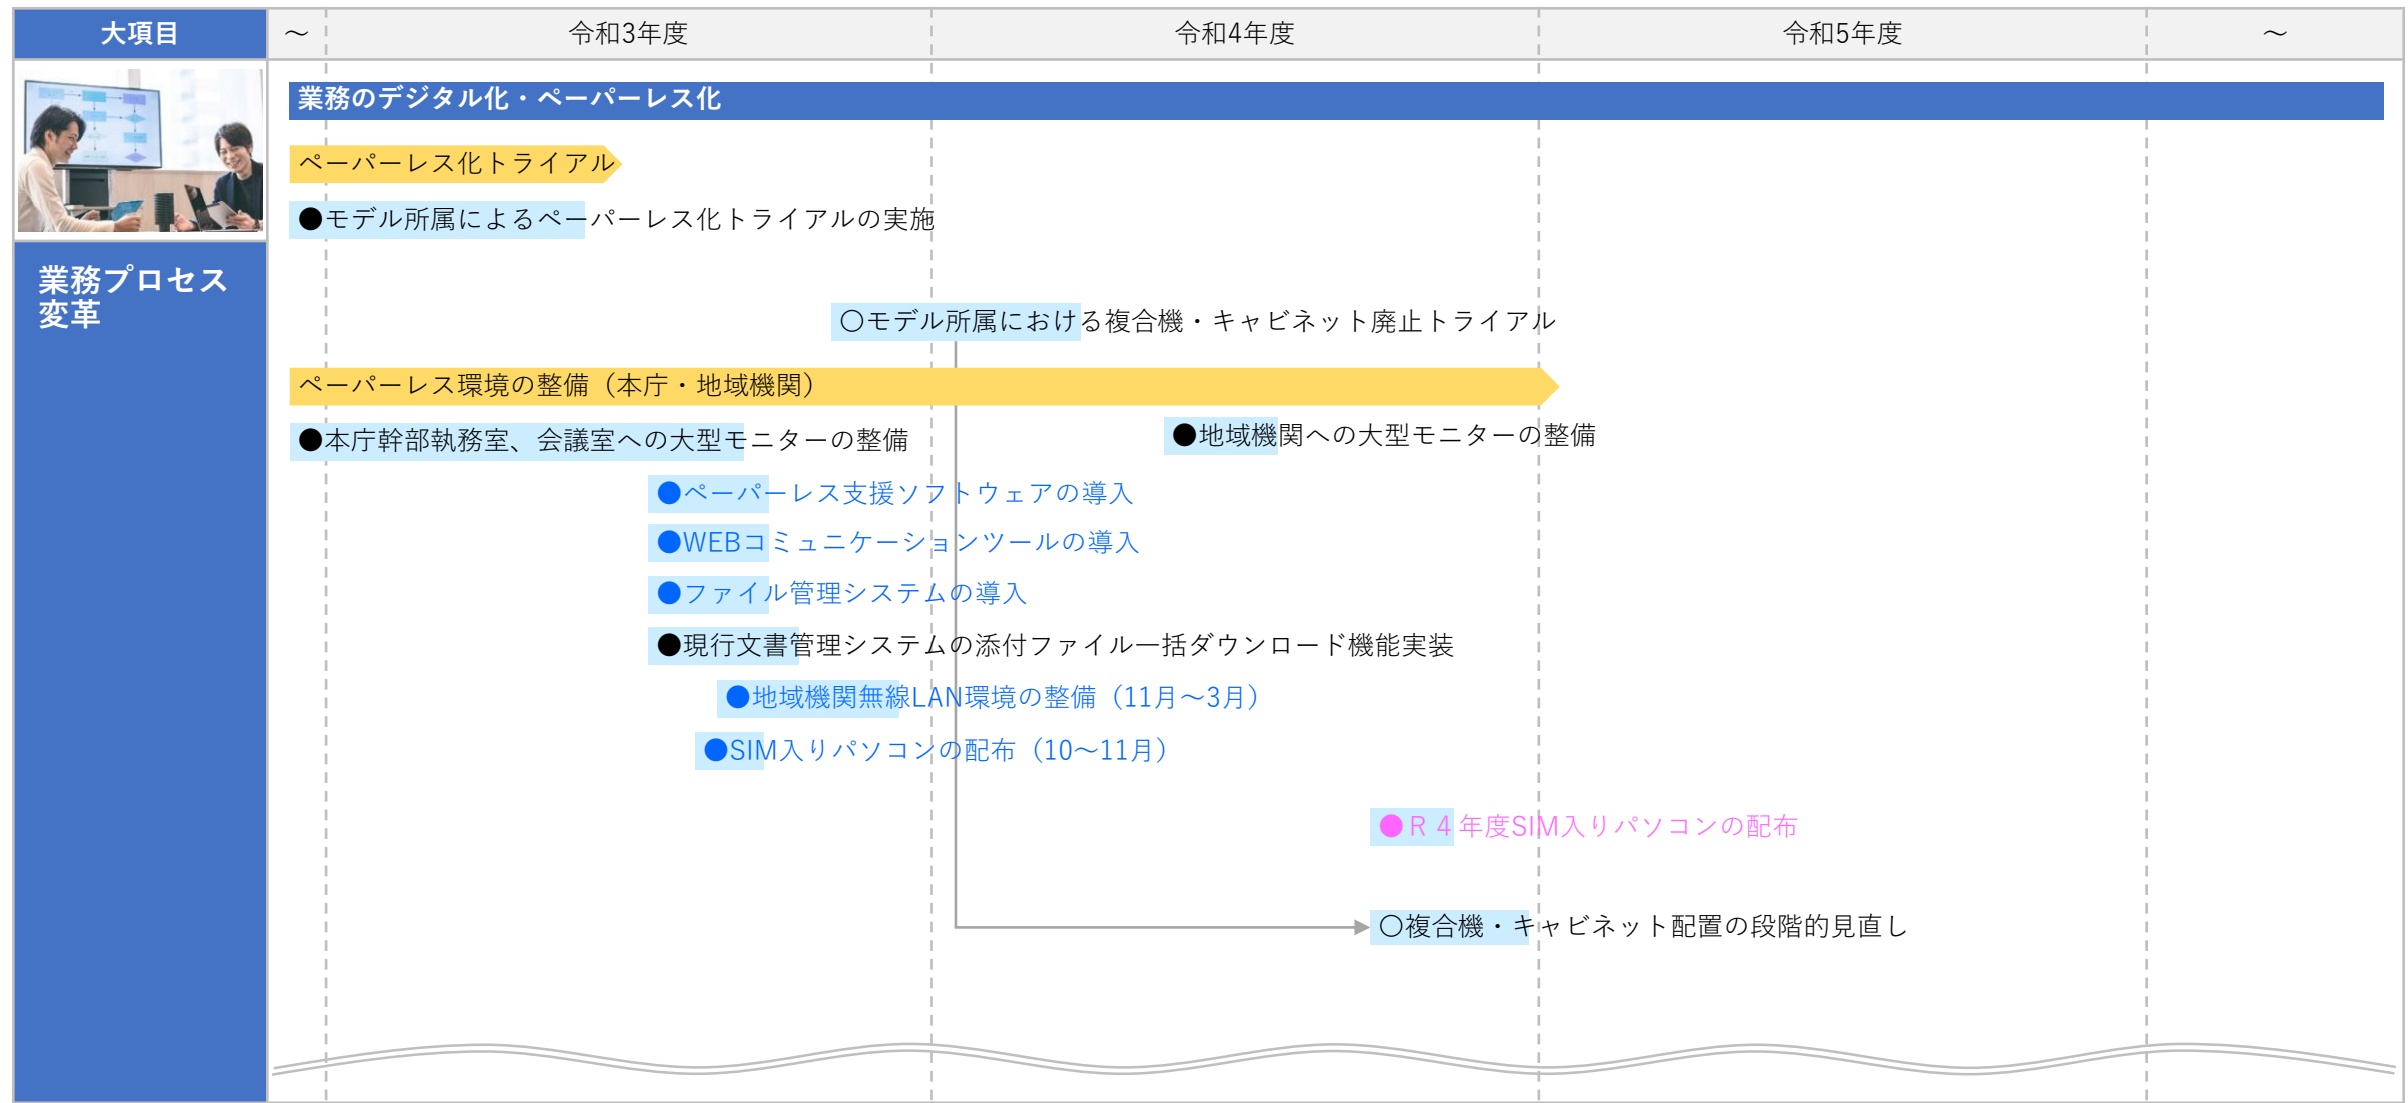 大項目
～
令和3年度
令和4年度
令和5年度
～
業務のデジタル化・ペーパーレス化
ペーパーレス化トライアル
●モデル所属によるペーパーレス化トライアルの実施
業務プロセス
変革
〇モデル所属における複合機・キャビネット廃止トライアル
ペーパーレス環境の整備（本庁・地域機関）
●本庁幹部執務室、会議室への大型モニターの整備
●地域機関への大型モニターの整備
●ペーパーレス支援ソフトウェアの導入
●WEBコミュニケーションツールの導入
●ファイル管理システムの導入
●現行文書管理システムの添付ファイル一括ダウンロード機能実装
●地域機関無線LAN環境の整備（11月～3月）
●SIM入りパソコンの配布（10～11月）
●Ｒ４年度SIM入りパソコンの配布
〇複合機・キャビネット配置の段階的見直し